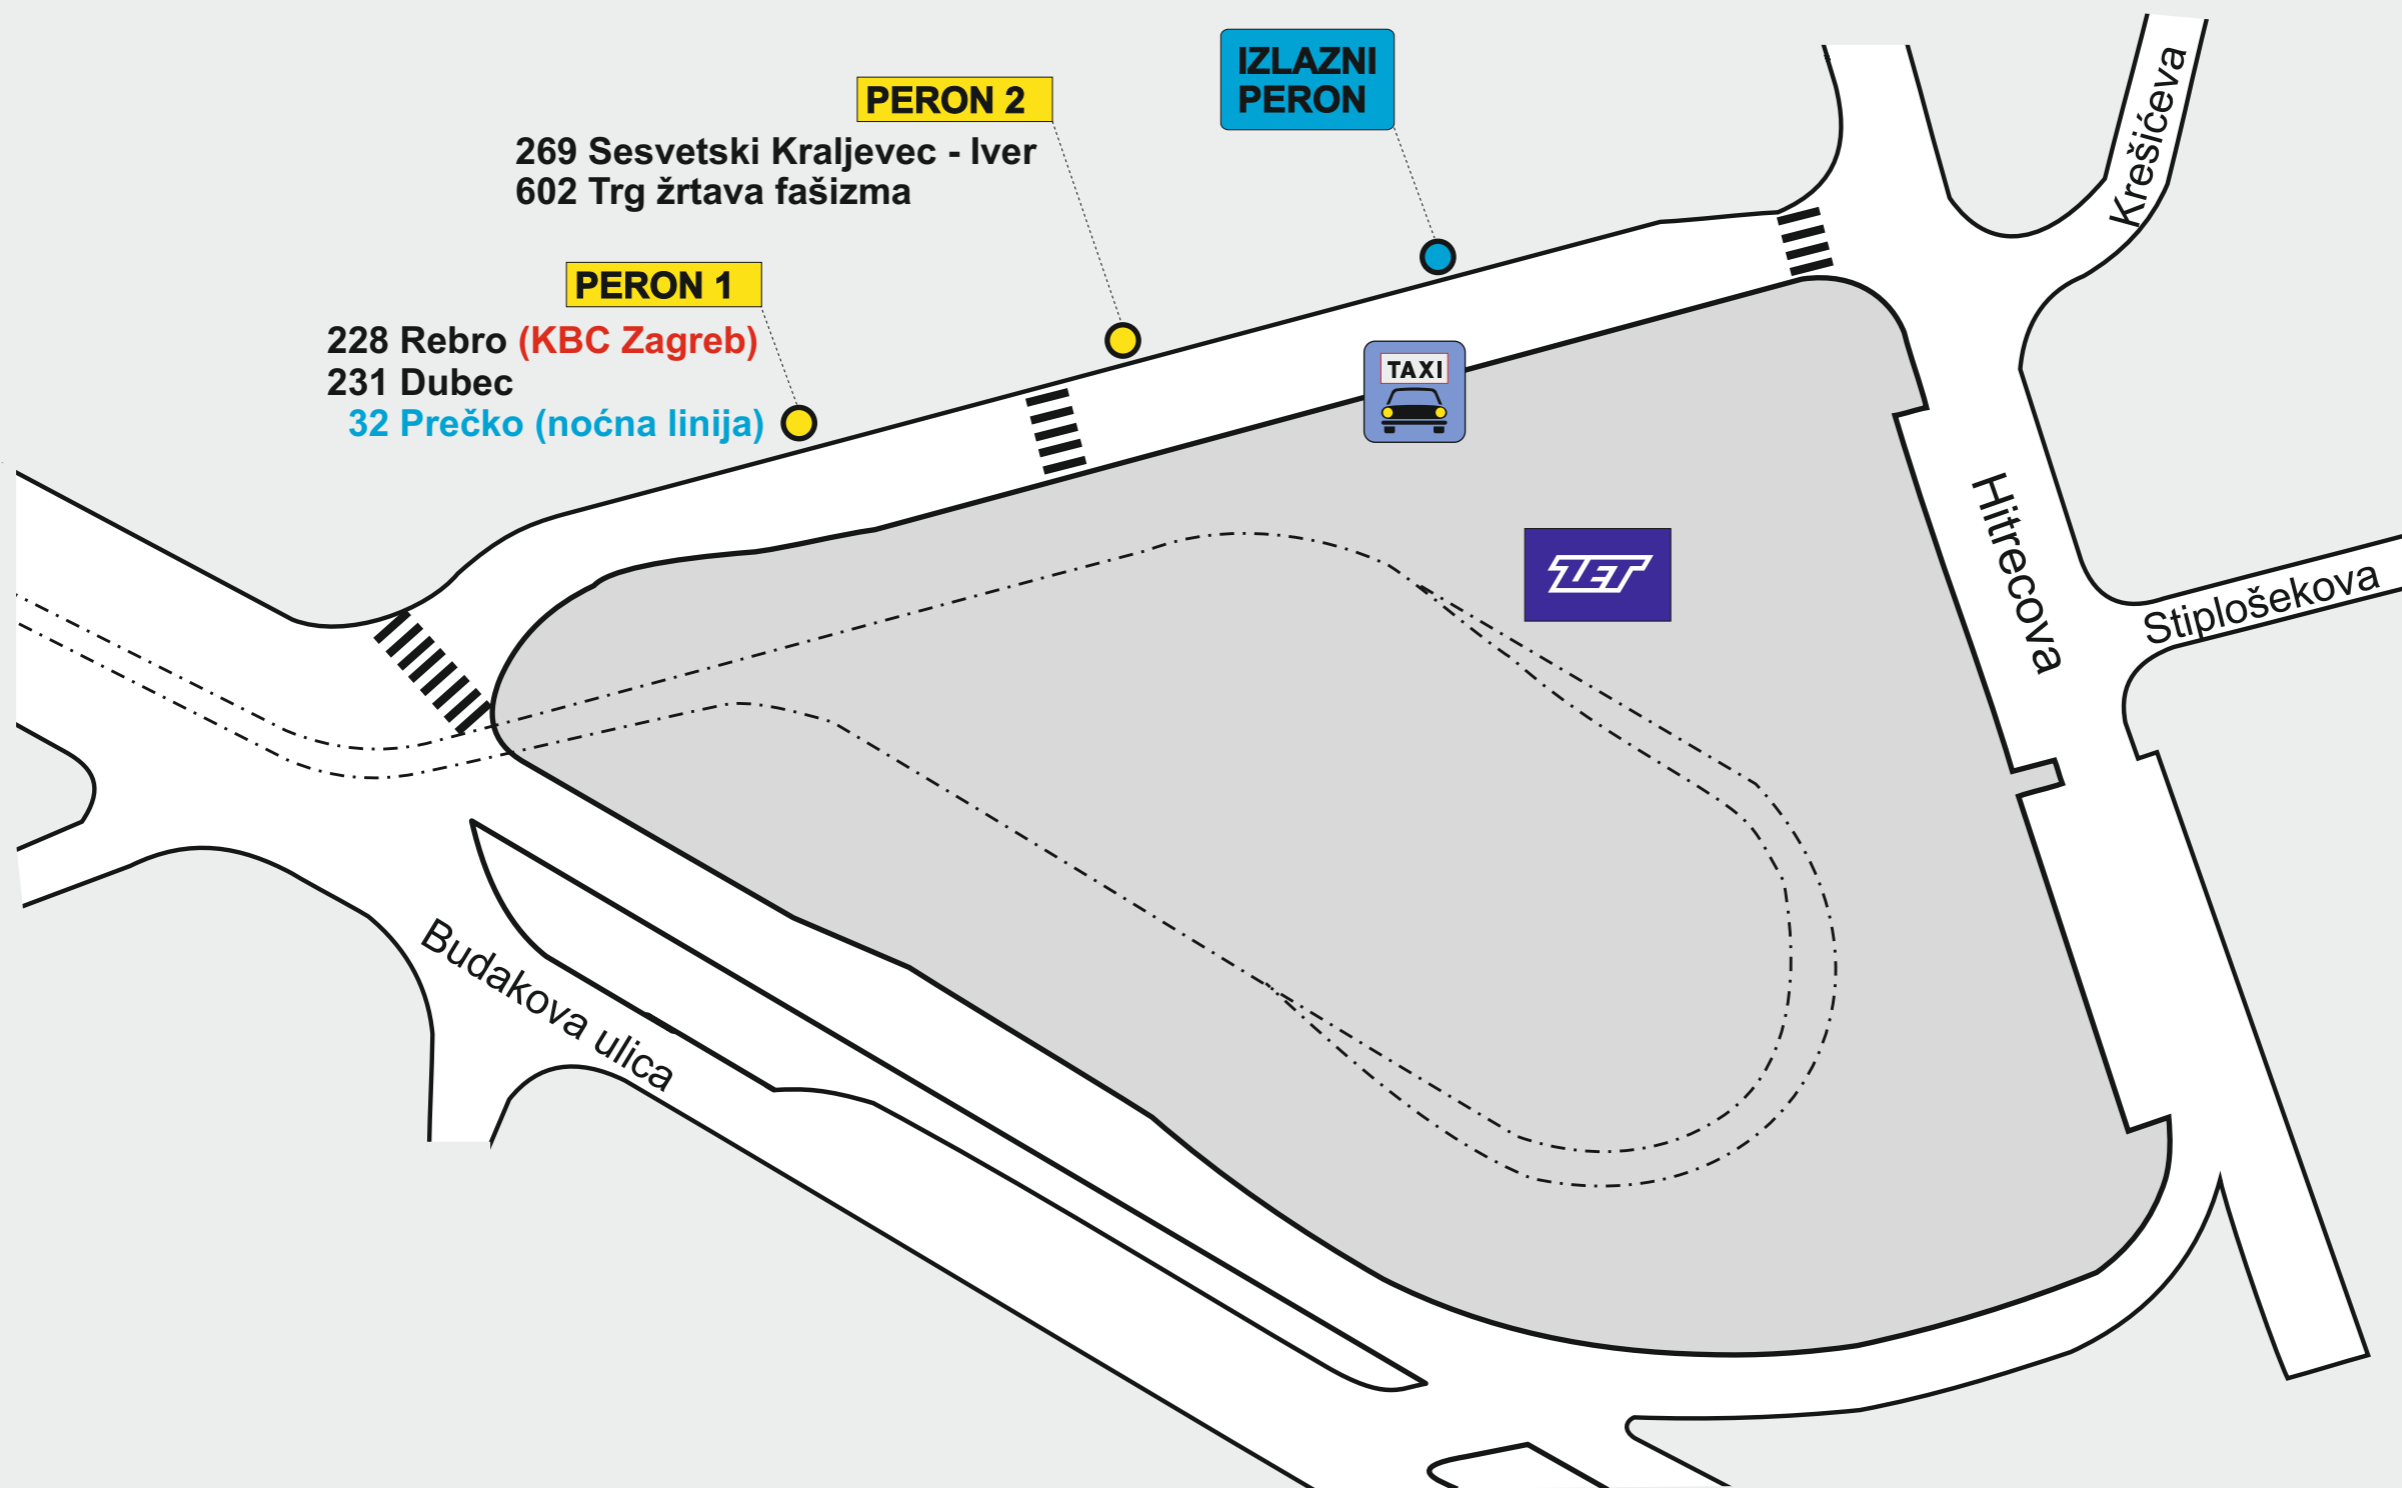 IZLAZNI
PERON
PERON 2
269 Sesvetski Kraljevec - Iver
602 Trg žrtava fašizma
PERON 1
228 Rebro (KBC Zagreb)
231 Dubec
32 Prečko (noćna linija)
TAXI
ZET
Krešićeva
Hitrecova
Stiplošekova
Budakova ulica